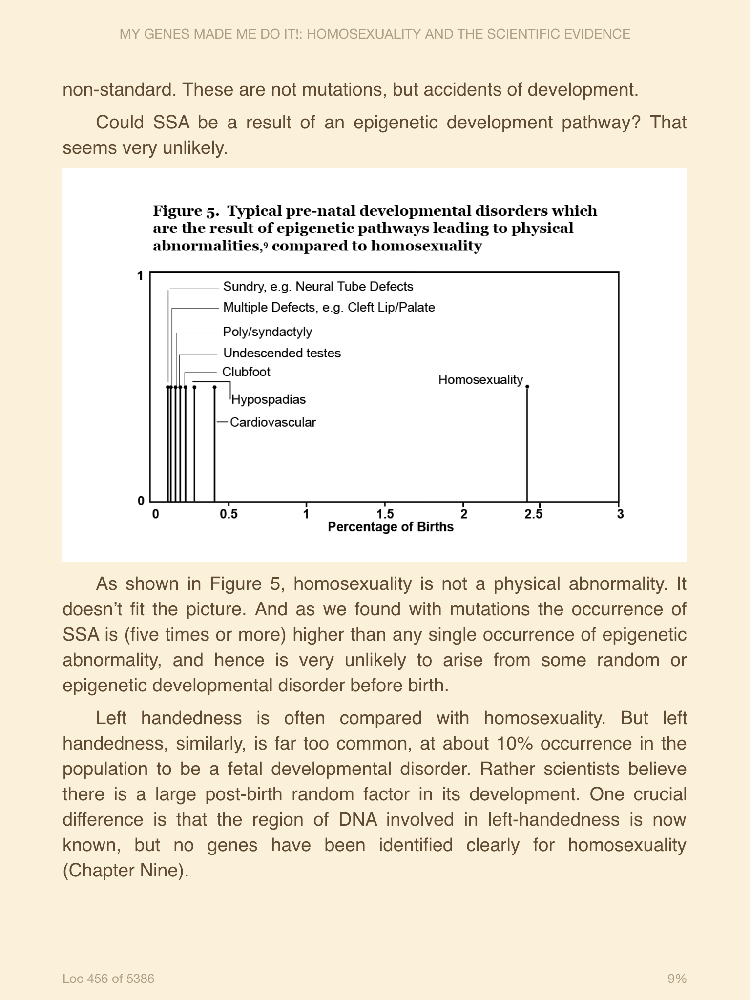 MY GENES MADE ME DO IT!: HOMOSEXUALITY AND THE SCIENTIFIC EVIDENCE
non-standard. These are not mutations, but accidents of development.
Could SSA be a result of an epigenetic development pathway? That
seems very unlikely.
Figure 5. Typical pre-natal developmental disorders which
are the result of epigenetic pathways leading to physical
abnormalities,⁹ compared to homosexuality
1
Sundry, e.g. Neural Tube Defects
Multiple Defects, e.g. Cleft Lip/Palate
Poly/syndactyly
Undescended testes
Clubfoot
Homosexuality
Hypospadias
Cardiovascular
0
0 0.5 1 1.5 2 2.5 3
Percentage of Births
As shown in Figure 5, homosexuality is not a physical abnormality. It
doesn’t fit the picture. And as we found with mutations the occurrence of
SSA is (five times or more) higher than any single occurrence of epigenetic
abnormality, and hence is very unlikely to arise from some random or
epigenetic developmental disorder before birth.
Left handedness is often compared with homosexuality. But left
handedness, similarly, is far too common, at about 10% occurrence in the
population to be a fetal developmental disorder. Rather scientists believe
there is a large post-birth random factor in its development. One crucial
difference is that the region of DNA involved in left-handedness is now
known, but no genes have been identified clearly for homosexuality
(Chapter Nine).
Loc 456 of 5386 9%